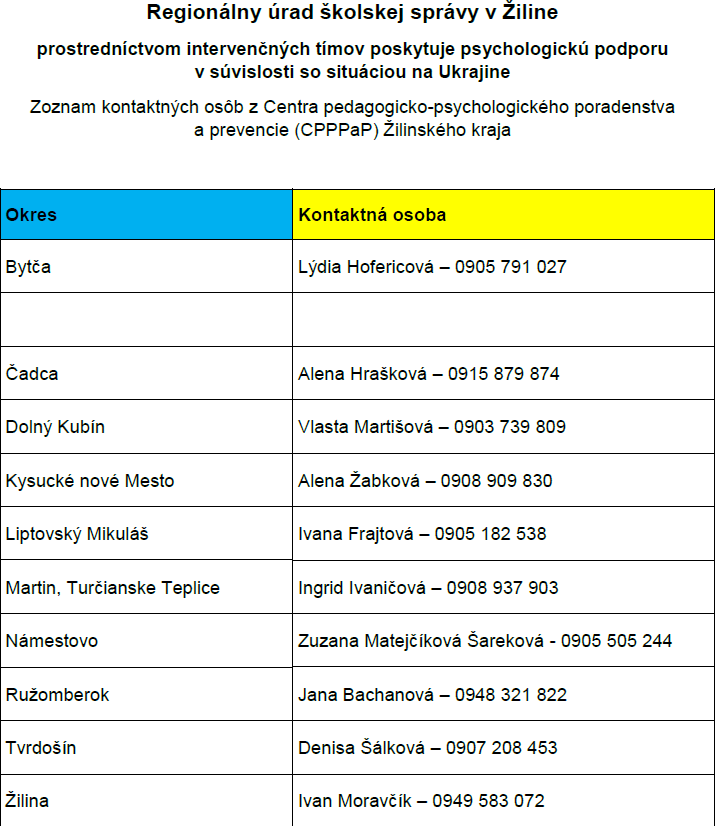 Regionálny úrad školskej správy v Žiline
prostredníctvom intervenčných tímov poskytuje psychologickú podporu
v súvislosti so situáciou na Ukrajine
Zoznam kontaktných osôb z Centra pedagogicko-psychologického poradenstva
a prevencie (CPPPaP) Žilinského kraja
Okres Kontaktná osoba
Bytča Lýdia Hofericová – 0905 791 027
Čadca Alena Hrašková – 0915 879 874
Dolný Kubín Vlasta Martišová – 0903 739 809
Kysucké nové Mesto Alena Žabková – 0908 909 830
Liptovský Mikuláš Ivana Frajtová – 0905 182 538
Martin, Turčianske Teplice Ingrid Ivaničová – 0908 937 903
Námestovo Zuzana Matejčíková Šareková - 0905 505 244
Ružomberok Jana Bachanová – 0948 321 822
Tvrdošín Denisa Šálková – 0907 208 453
Žilina Ivan Moravčík – 0949 583 072